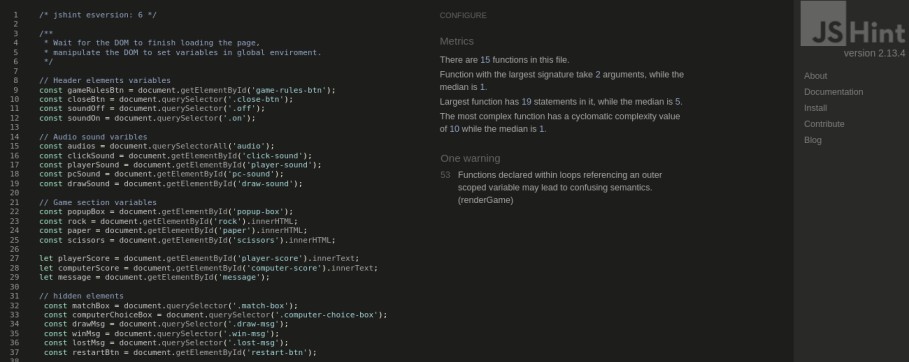 1 /* jshint esversion: 6 */
2
3 /**
4 * Wait for the DOM to finish loading the page,
5 * manipulate the DOM to set variables in global enviroment.
6 */
7
8 // Header elements variables
9 const gameRulesBtn = document.getElementById('game-rules-btn');
10 const closeBtn = document.querySelector('.close-btn');
11 const soundOff = document.querySelector('.off');
12 const soundOn = document.querySelector('.on');
13
14 // Audio sound varibles
15 const audios = document.querySelectorAll('audio');
16 const clickSound = document.getElementById('click-sound');
17 const playerSound = document.getElementById('player-sound');
18 const pcSound = document.getElementById('pc-sound');
19 const drawSound = document.getElementById('draw-sound');
20
21 // Game section variables
22 const popupBox = document.getElementById('popup-box');
23 const rock = document.getElementById('rock').innerHTML;
24 const paper = document.getElementById('paper').innerHTML;
25 const scissors = document.getElementById('scissors').innerHTML;
26
27 let playerScore = document.getElementById('player-score').innerText;
28 let computerScore = document.getElementById('computer-score').innerText;
29 let message = document.getElementById('message');
30
31 // hidden elements
32 const matchBox = document.querySelector('.match-box');
33 const computerChoiceBox = document.querySelector('.computer-choice-box');
34 const drawMsg = document.querySelector('.draw-msg');
35 const winMsg = document.querySelector('.win-msg');
36 const lostMsg = document.querySelector('.lost-msg');
37 const restartBtn = document.getElementById('restart-btn');
38
CONFIGURE
Metrics
There are 15 functions in this file.
Function with the largest signature take 2 arguments, while the
median is 1.
Largest function has 19 statements in it, while the median is 5.
The most complex function has a cyclomatic complexity value
of 10 while the median is 1.
One warning
53 Functions declared within loops referencing an outer
scoped variable may lead to confusing semantics.
(renderGame)
JSHint
version 2.13.4
About
Documentation
Install
Contribute
Blog